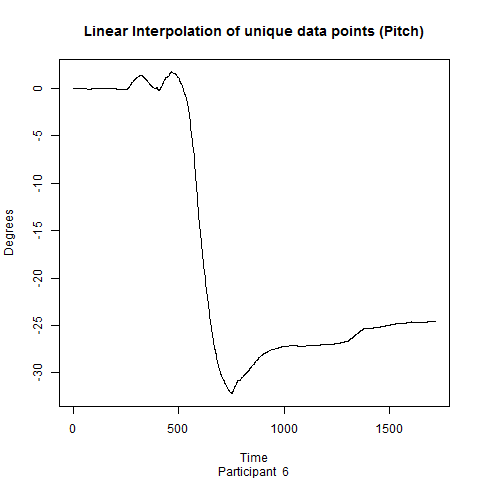 Linear Interpolation of unique data points (Pitch)
Degrees
0
-5
-10
-15
-20
-25
-30
0 500 1000 1500
Time
Participant 6